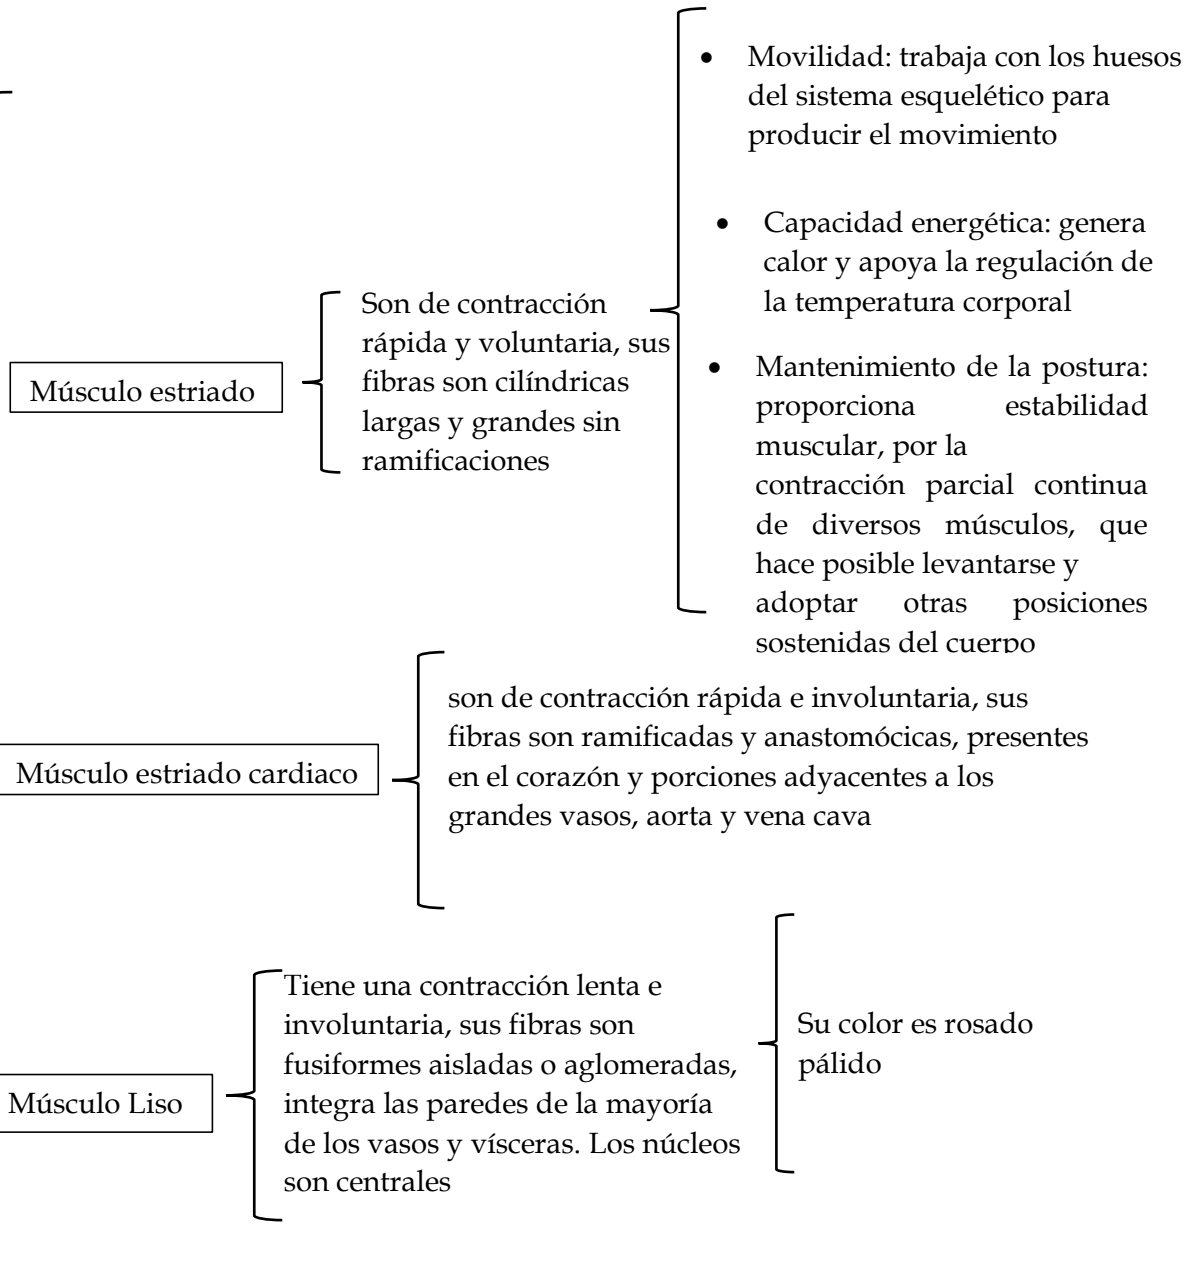 • Movilidad: trabaja con los huesos
del sistema esquelético para
producir el movimiento
• Capacidad energética: genera
calor y apoya la regulación de
la temperatura corporal
Son de contracción
rápida y voluntaria, sus
fibras son cilíndricas
largas y grandes sin
ramificaciones
Músculo estriado
• Mantenimiento de la postura:
proporciona estabilidad
muscular, por la
contracción parcial continua
de diversos músculos, que
hace posible levantarse y
adoptar otras posiciones
sostenidas del cuerpo
son de contracción rápida e involuntaria, sus
fibras son ramificadas y anastomócicas, presentes
en el corazón y porciones adyacentes a los
grandes vasos, aorta y vena cava
Músculo estriado cardiaco
Tiene una contracción lenta e
involuntaria, sus fibras son
fusiformes aisladas o aglomeradas,
integra las paredes de la mayoría
de los vasos y vísceras. Los núcleos
son centrales
Músculo Liso
Su color es rosado
pálido